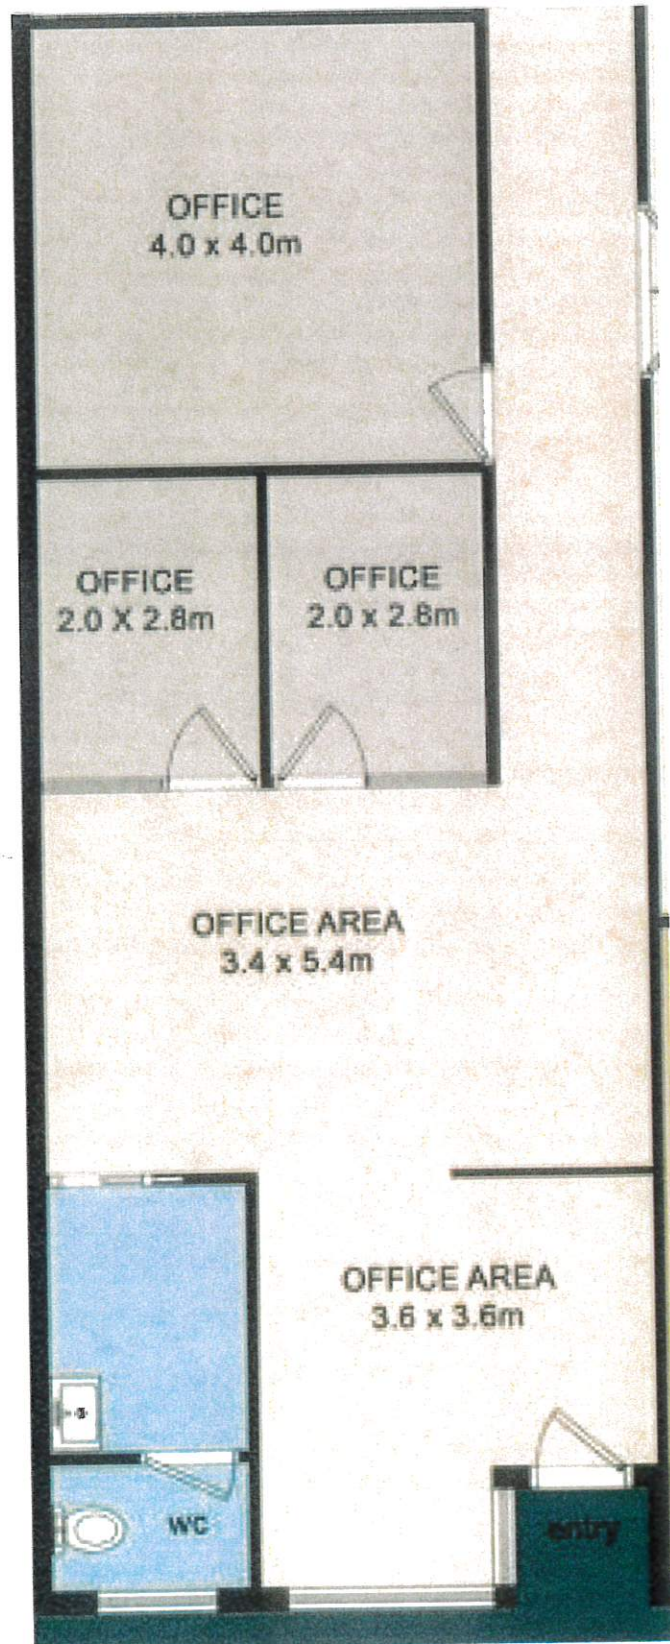 OFFICE
4.0 x 4.0m
OFFICE
2.0 X 2.8m
OFFICE
2.0 x 2.8m
OFFICE AREA
3.4 x 5.4m
OFFICE AREA
3.6 x 3.6m
WC
entry